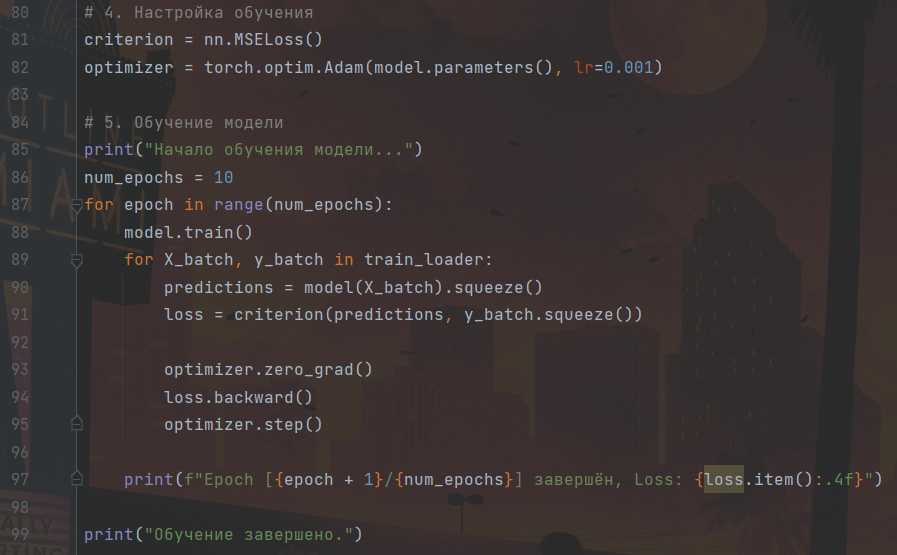 80 # 4. Настройка обучения
81 criterion = nn.MSELoss()
82 optimizer = torch.optim.Adam(model.parameters(), lr=0.001)
83
84 # 5. Обучение модели
85 print("Начало обучения модели...")
86 num_epochs = 10
87 for epoch in range(num_epochs):
88     model.train()
89     for X_batch, y_batch in train_loader:
90         predictions = model(X_batch).squeeze()
91         loss = criterion(predictions, y_batch.squeeze())
92
93         optimizer.zero_grad()
94         loss.backward()
95         optimizer.step()
96
97     print(f"Epoch [{epoch + 1}/{num_epochs}] завершён, Loss: {loss.item():.4f}")
98
99 print("Обучение завершено.")
OTLINE
MIAMI